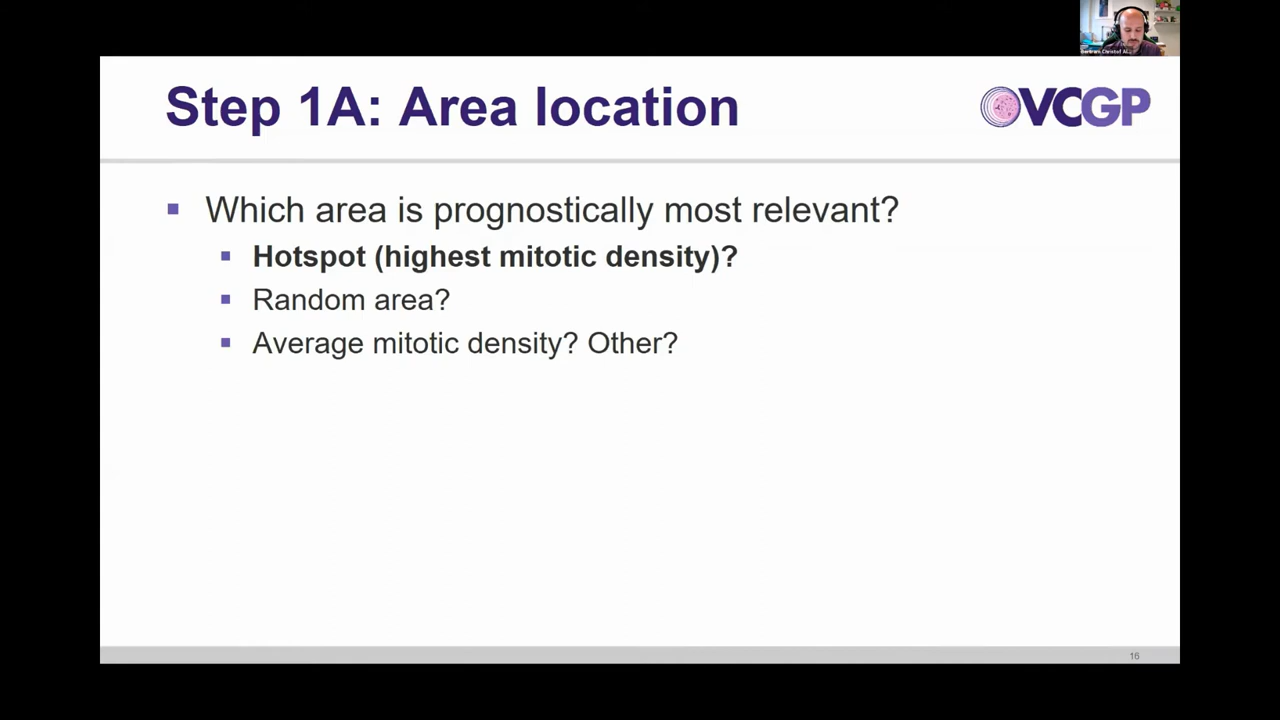 Step 1A: Area location
VCGP
Which area is prognostically most relevant?
Hotspot (highest mitotic density)?
Random area?
Average mitotic density? Other?
16